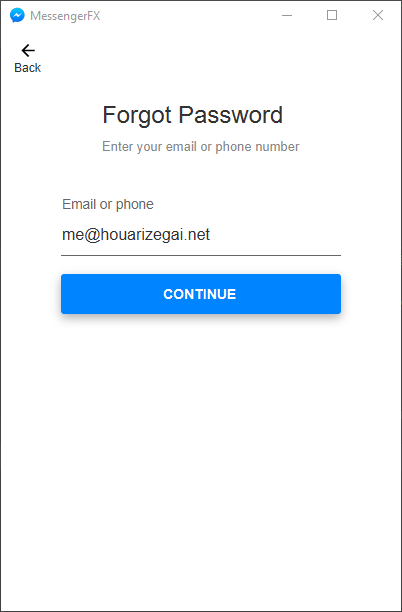 MessengerFX
Back
Forgot Password
Enter your email or phone number
Email or phone
me@houarizegai.net
CONTINUE